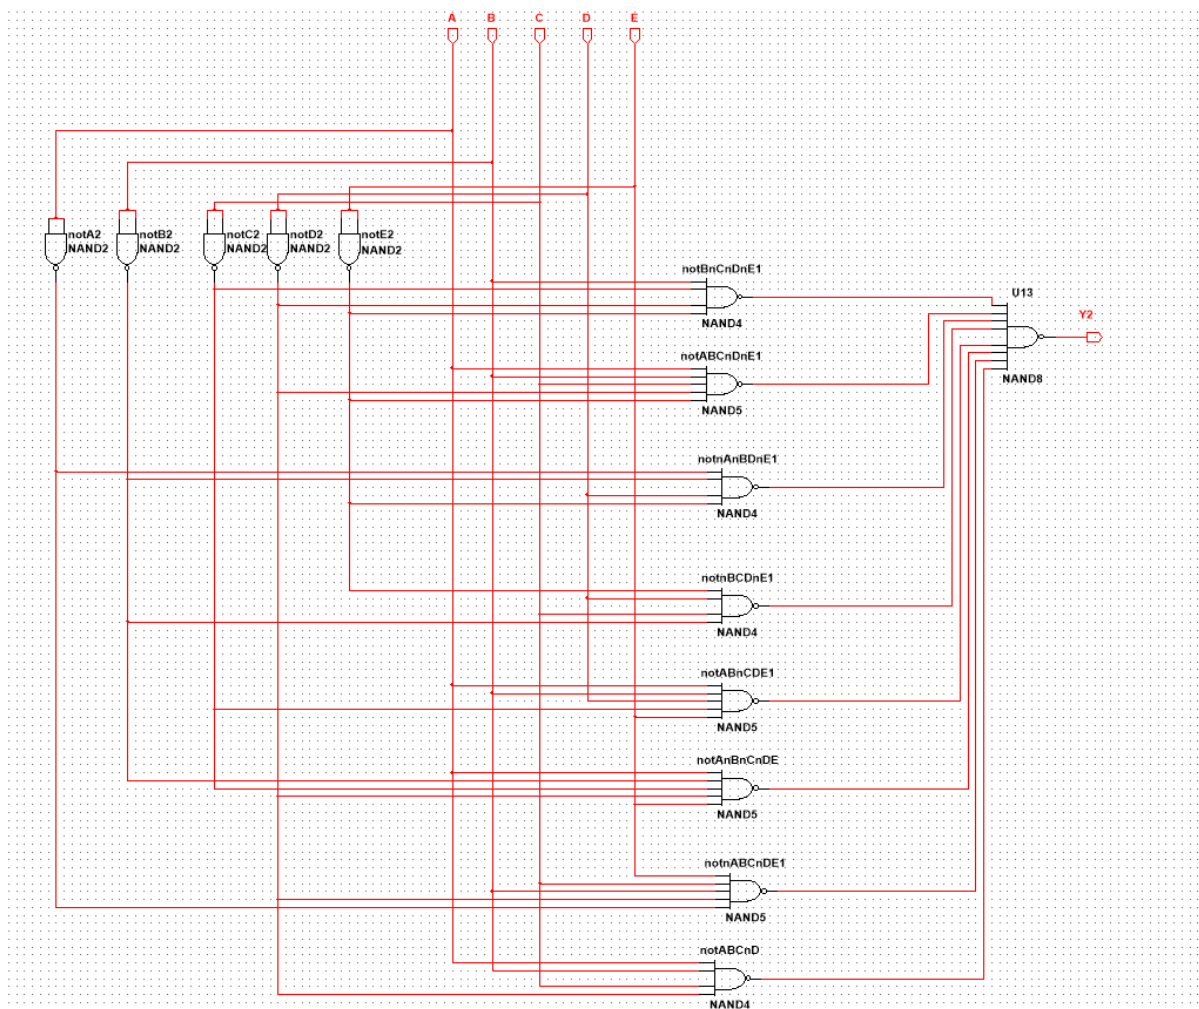 A B C D E
notA2
NAND2
notB2
NAND2
notC2
NAND2
notD2
NAND2
notE2
NAND2
notBnCnDnE1
NAND4
U13
Y2
NAND8
notABCnDnE1
NAND5
notnAnBDnE1
NAND4
notnBCDnE1
NAND4
notABnCDE1
NAND5
notAnBnCnDE
NAND5
notnABCnDE1
NAND5
notABCnD
NAND4